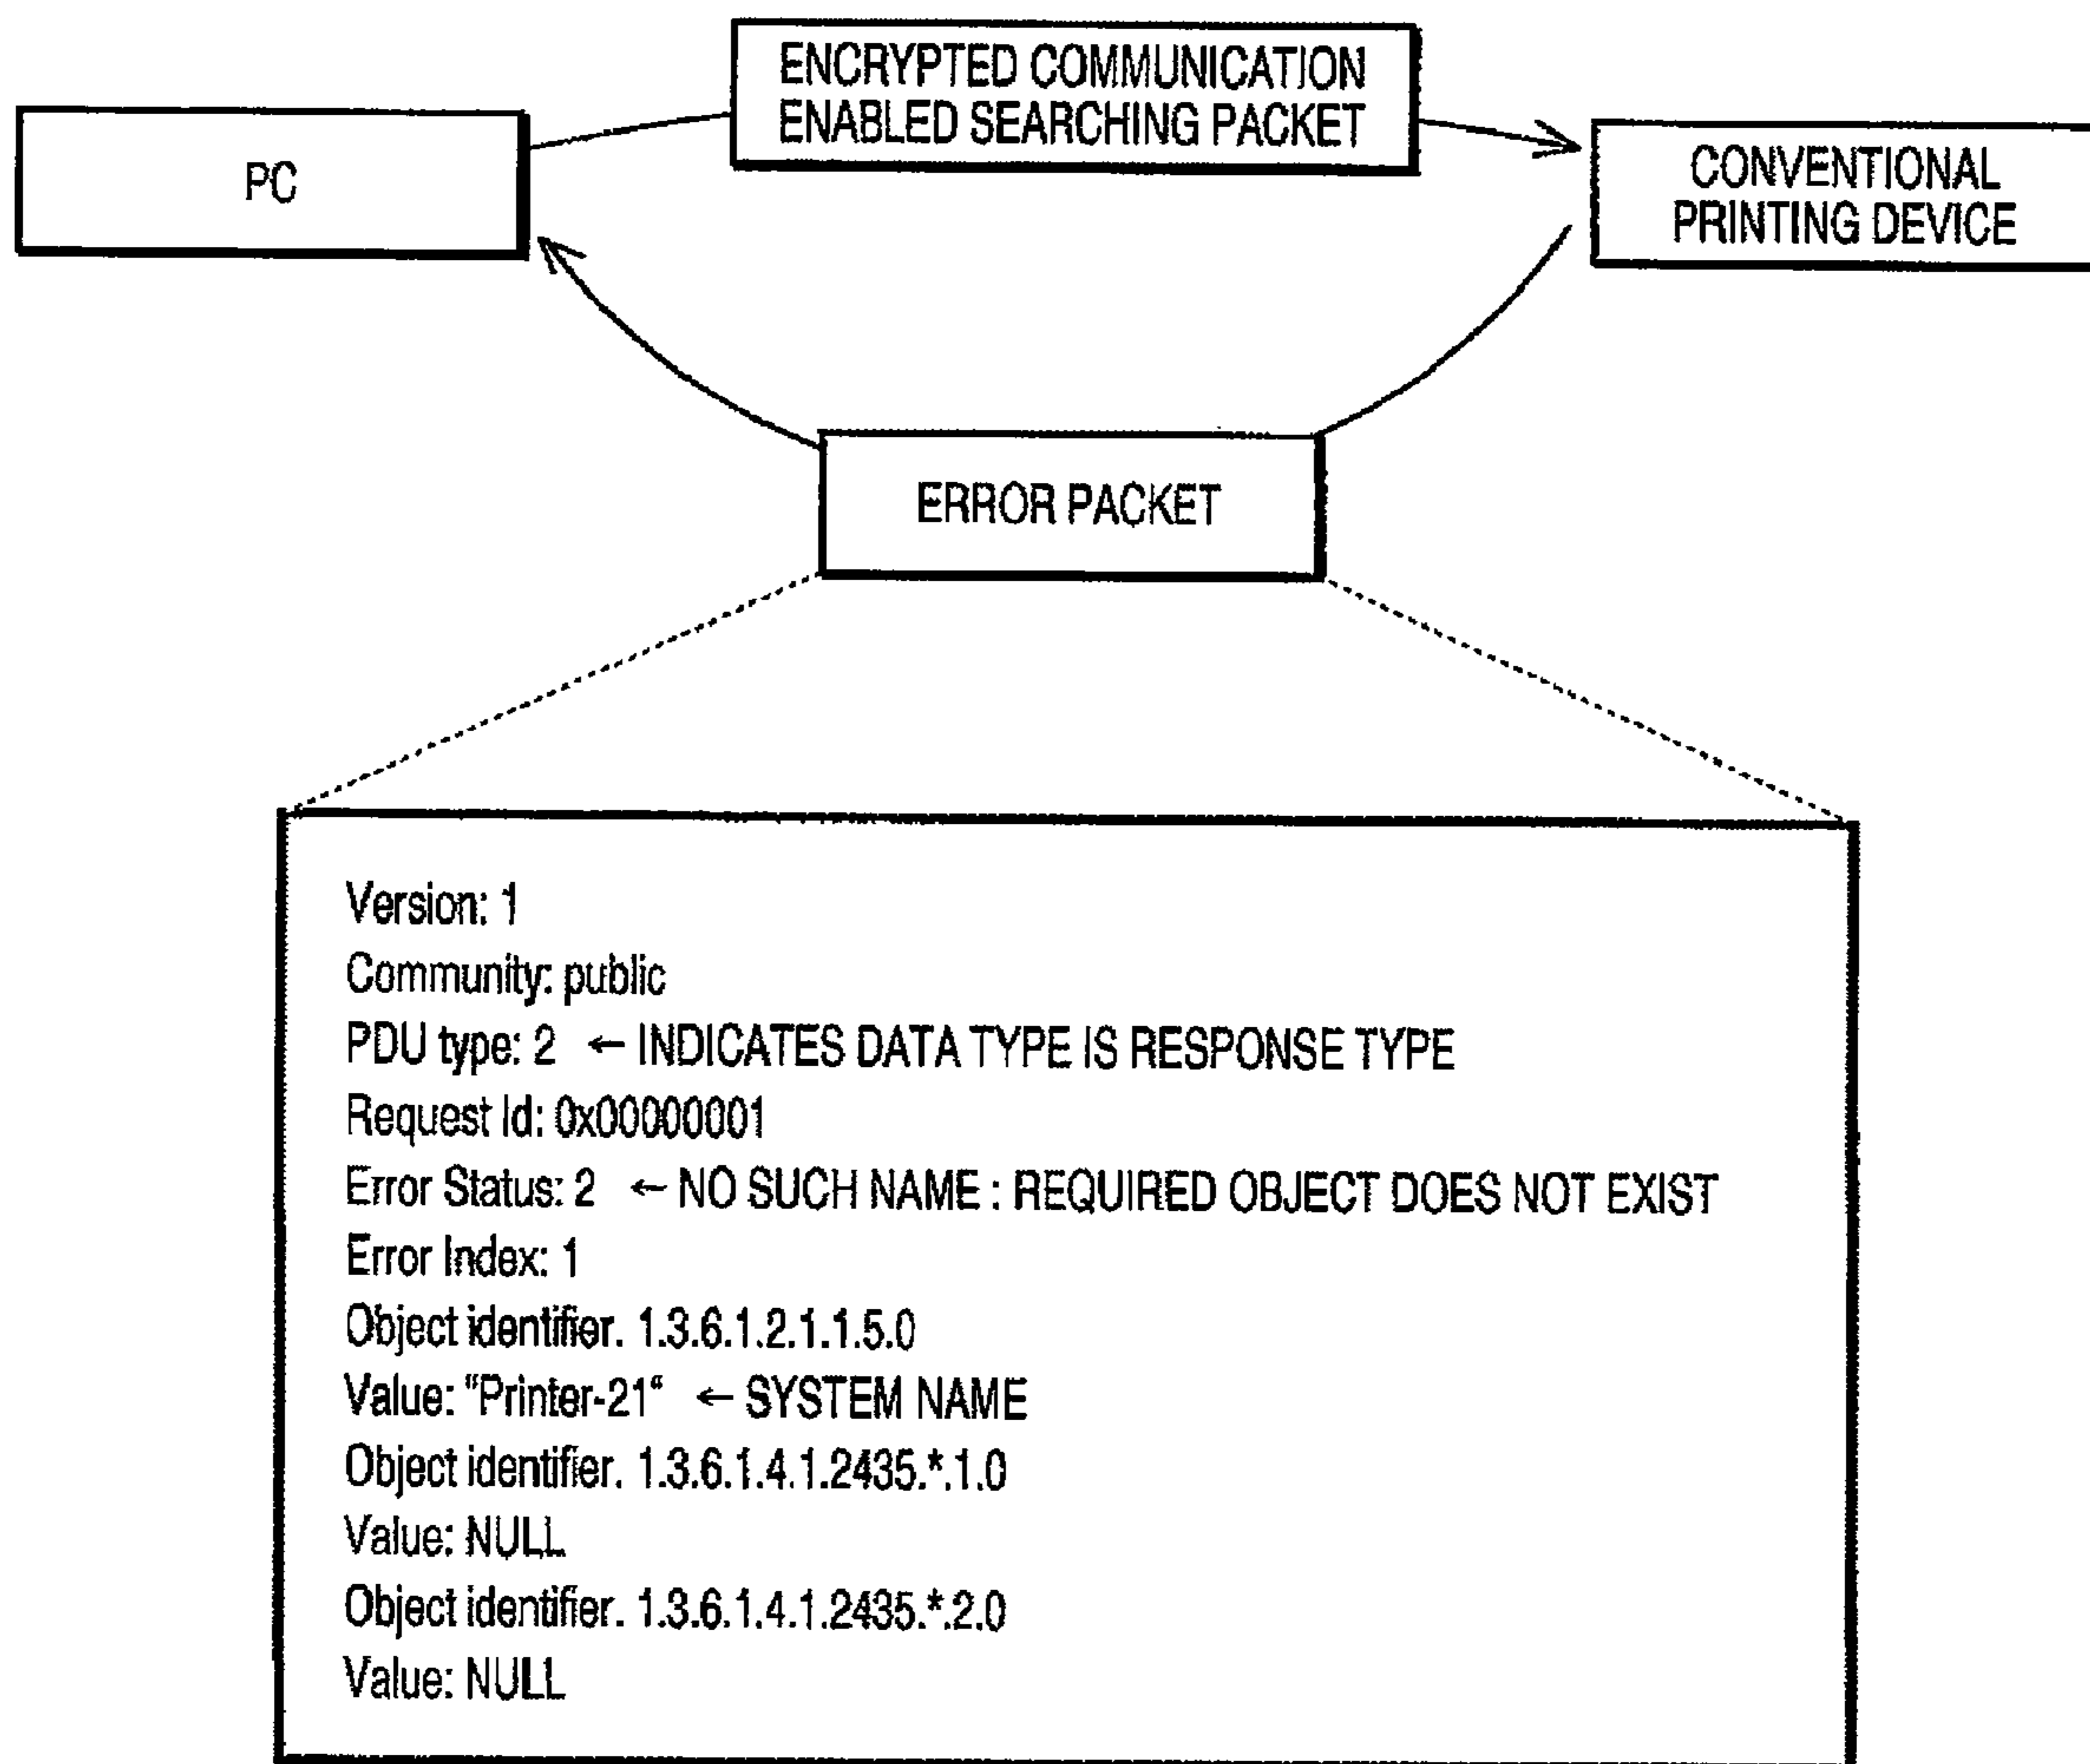 ENCRYPTED COMMUNICATION
ENABLED SEARCHING PACKET
PC
CONVENTIONAL
PRINTING DEVICE
ERROR PACKET
Version: 1
Community: public
PDU type: 2 ← INDICATES DATA TYPE IS RESPONSE TYPE
Request Id: 0x00000001
Error Status: 2 ← NO SUCH NAME : REQUIRED OBJECT DOES NOT EXIST
Error Index: 1
Object identifier. 1.3.6.1.2.1.1.5.0
Value: "Printer-21" ← SYSTEM NAME
Object identifier. 1.3.6.1.4.1.2435.*.1.0
Value: NULL
Object identifier. 1.3.6.1.4.1.2435.*.2.0
Value: NULL